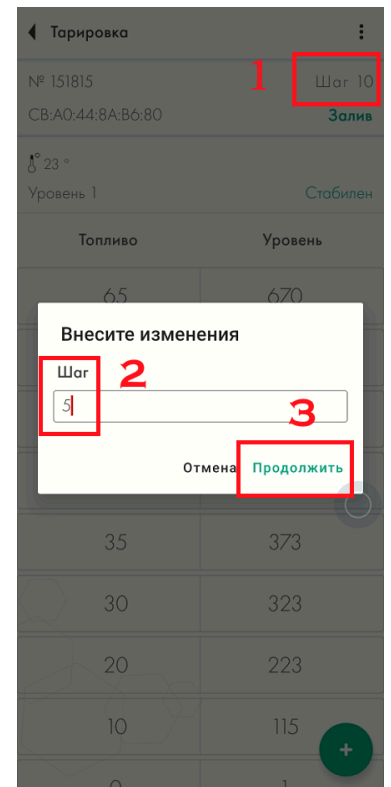 Тарировка
№ 151815
1
Шаг 10
CB:A0:44:8A:B6:80
Залив
23 °
Уровень 1
Стабилен
Топливо
Уровень
65
670
Внесите изменения
Шаг
2
5
3
Отмена
Продолжить
35
373
30
323
20
223
10
115
+
0
1